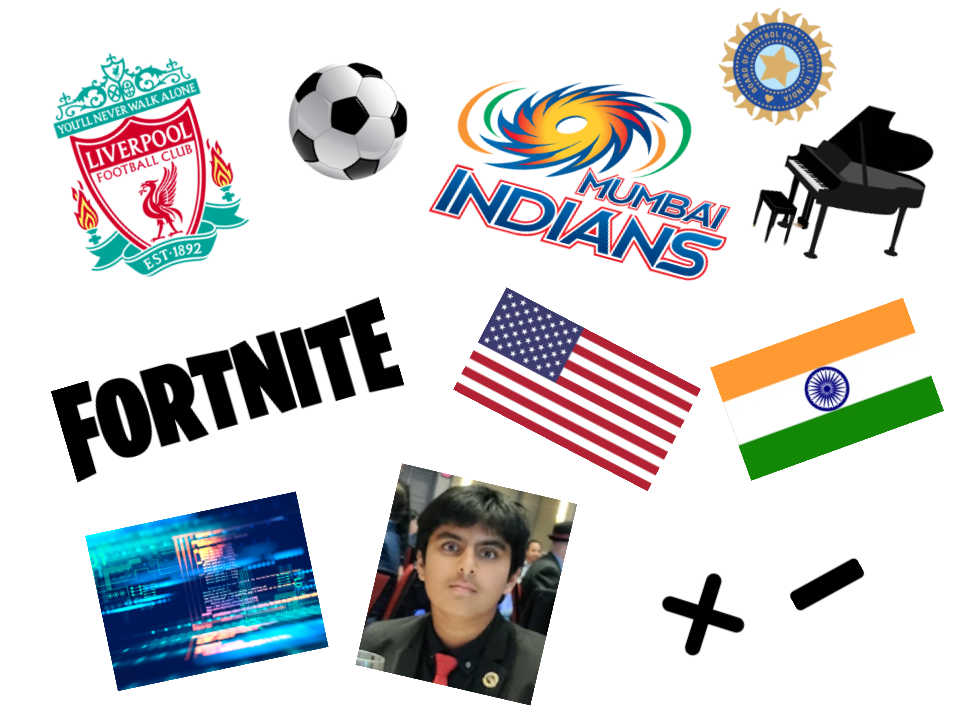 BOARD OF CONTROL FOR CRICKET IN INDIA
YOU'LL NEVER WALK ALONE
LIVERPOOL
FOOTBALL CLUB
EST·1892
MUMBAI
INDIANS
FORTNITE